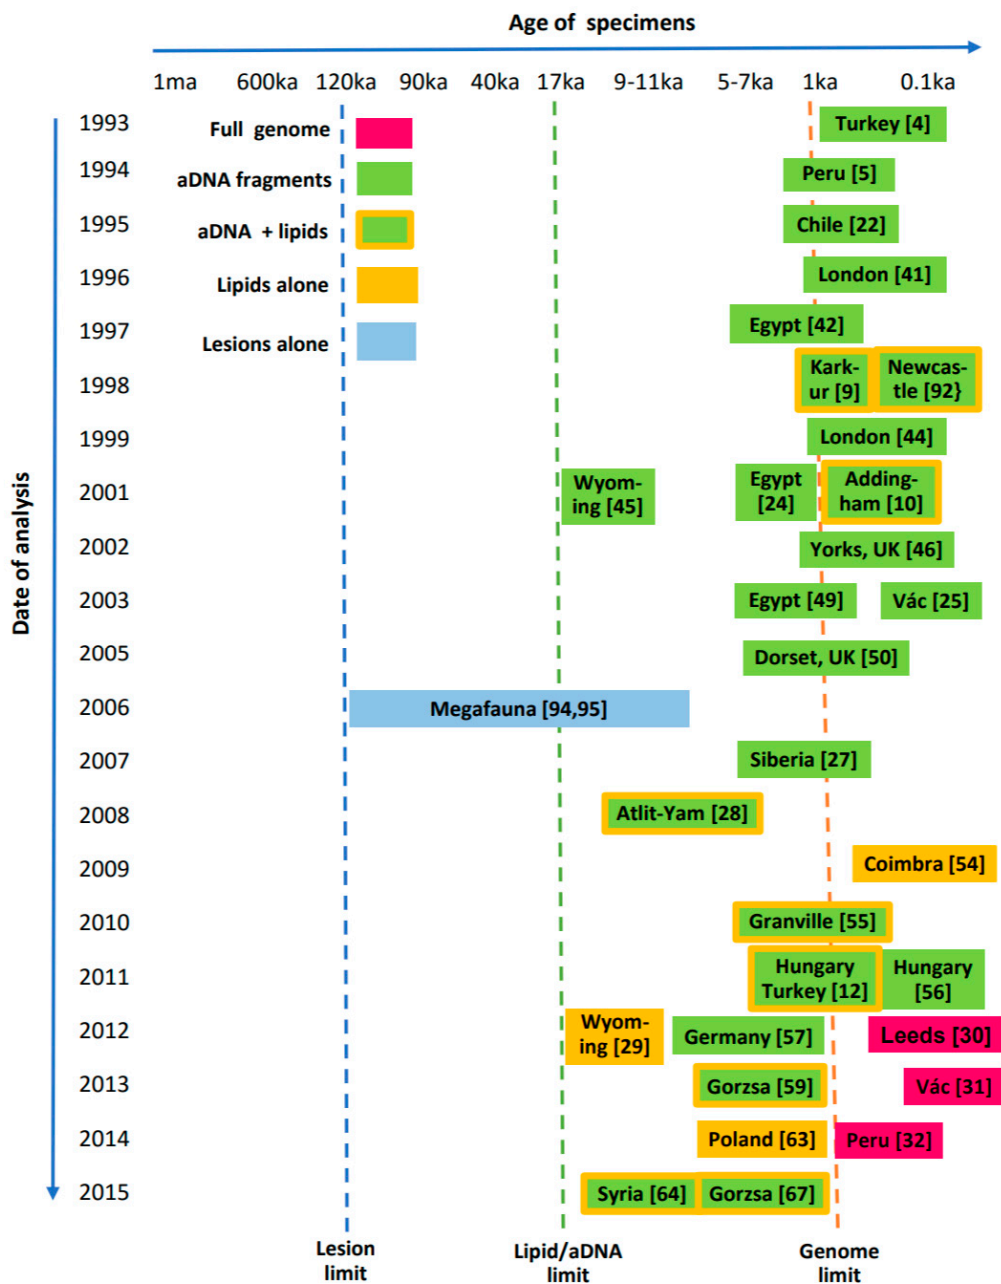 Age of specimens
1ma 600ka 120ka 90ka 40ka 17ka 9-11ka 5-7ka 1ka 0.1ka
Date of analysis
1993
Full genome
Turkey [4]
1994
aDNA fragments
Peru [5]
1995
aDNA + lipids
Chile [22]
1996
Lipids alone
London [41]
1997
Lesions alone
Egypt [42]
1998
Kark-
ur [9]
Newcas-
tle [92}
1999
London [44]
2001
Wyom-
ing [45]
Egypt
[24]
Adding-
ham [10]
2002
Yorks, UK [46]
2003
Egypt [49]
Vác [25]
2005
Dorset, UK [50]
2006
Megafauna [94,95]
2007
Siberia [27]
2008
Atlit-Yam [28]
2009
Coimbra [54]
2010
Granville [55]
2011
Hungary
Turkey [12]
Hungary
[56]
2012
Wyom-
ing [29]
Germany [57]
Leeds [30]
2013
Gorzsa [59]
Vác [31]
2014
Poland [63]
Peru [32]
2015
Syria [64]
Gorzsa [67]
Lesion
limit
Lipid/aDNA
limit
Genome
limit